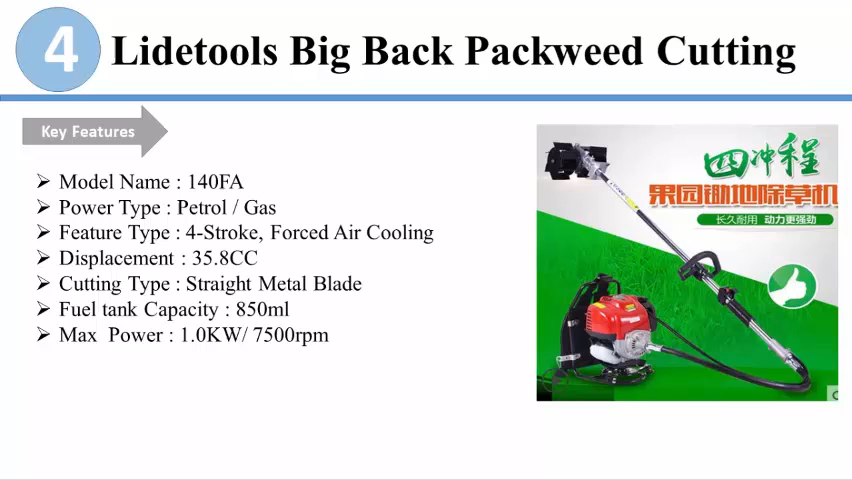 4
Lidetools Big Back Packweed Cutting
Key Features
Model Name : 140FA
Power Type : Petrol / Gas
Feature Type : 4-Stroke, Forced Air Cooling
Displacement : 35.8CC
Cutting Type : Straight Metal Blade
Fuel tank Capacity : 850ml
Max Power : 1.0KW/ 7500rpm
四冲程
果园锄地除草机
长久耐用 动力更强劲